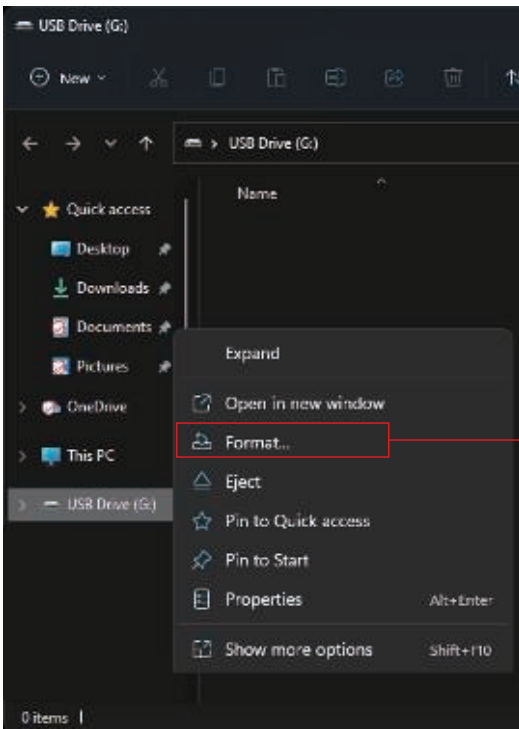 USB Drive (G:)
New
USB Drive (G:)
Name
Quick access
Desktop
Downloads
Documents
Pictures
OneDrive
This PC
USB Drive (G:)
Expand
Open in new window
Format...
Eject
Pin to Quick access
Pin to Start
Properties Alt+Enter
Show more options Shift+F10
0 items